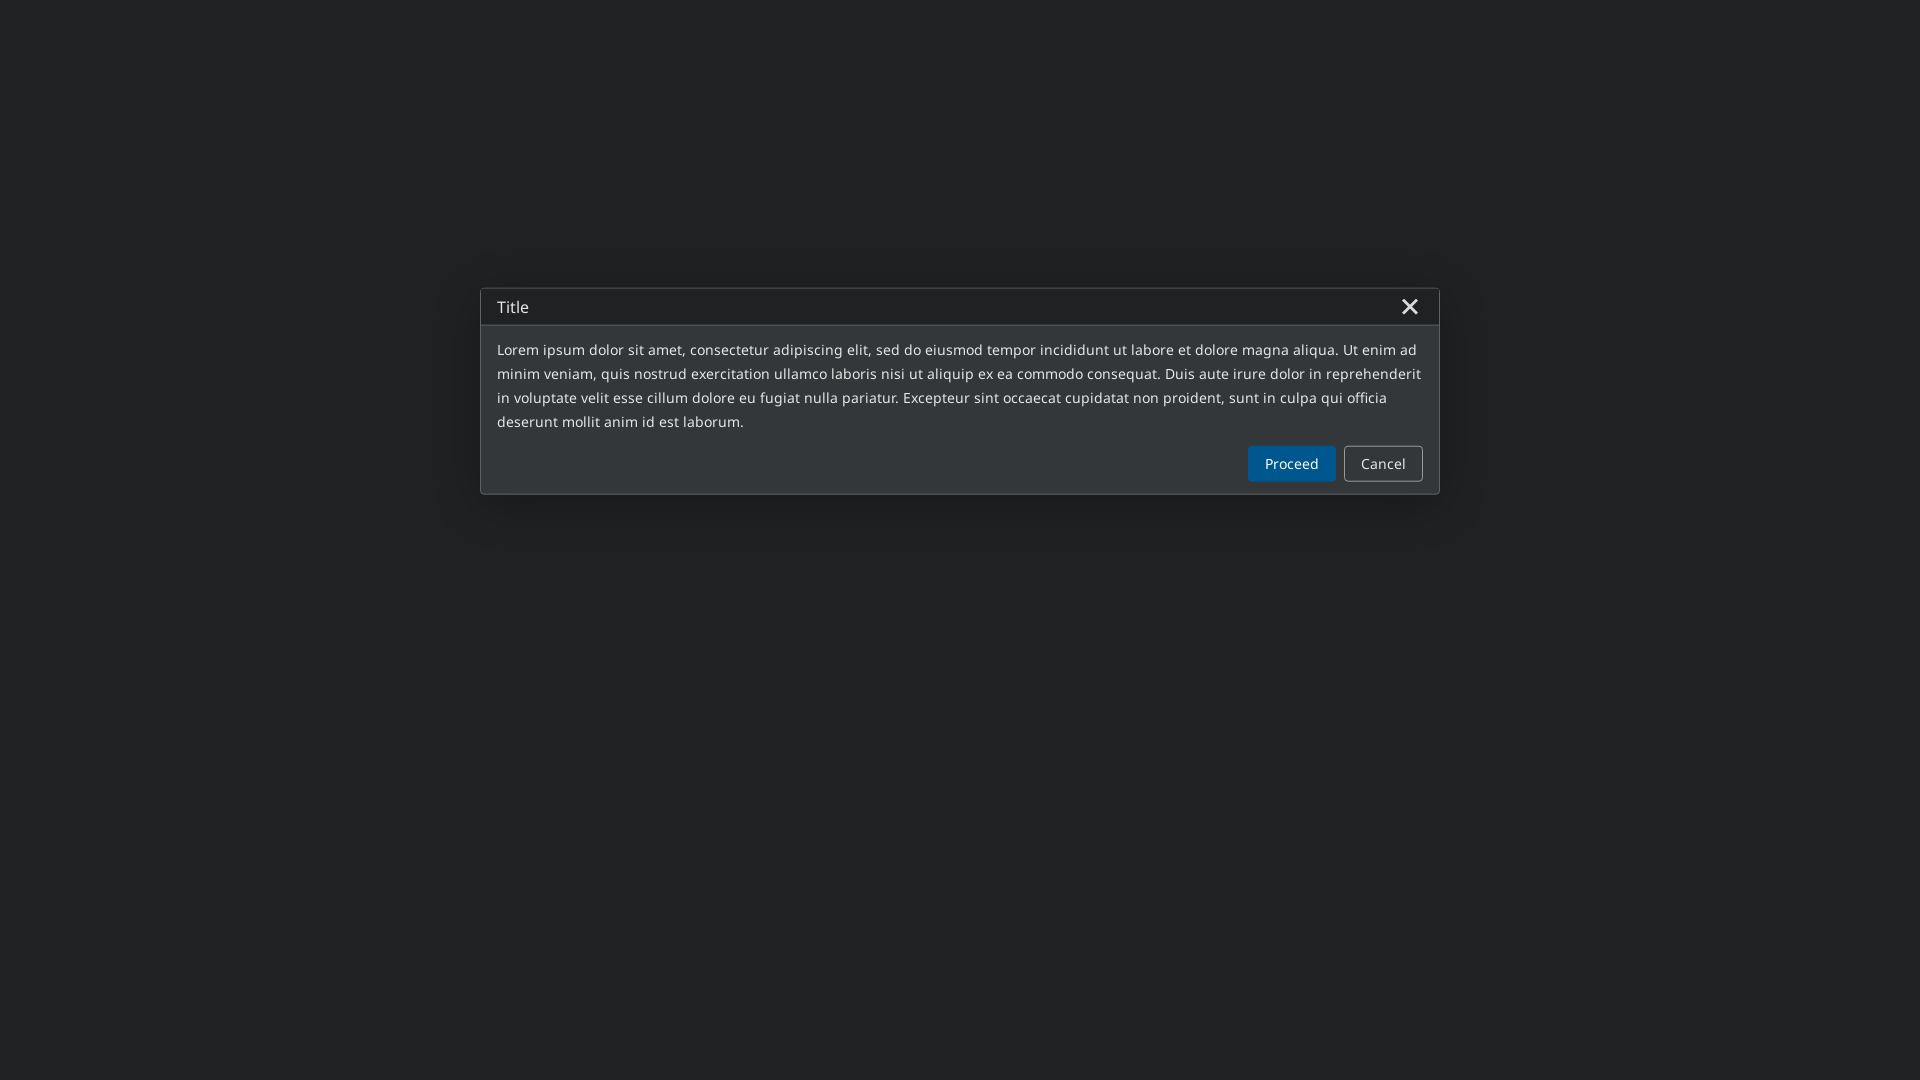 Title
Lorem ipsum dolor sit amet, consectetur adipiscing elit, sed do eiusmod tempor incididunt ut labore et dolore magna aliqua. Ut enim ad
minim veniam, quis nostrud exercitation ullamco laboris nisi ut aliquip ex ea commodo consequat. Duis aute irure dolor in reprehenderit
in voluptate velit esse cillum dolore eu fugiat nulla pariatur. Excepteur sint occaecat cupidatat non proident, sunt in culpa qui officia
deserunt mollit anim id est laborum.
Proceed Cancel